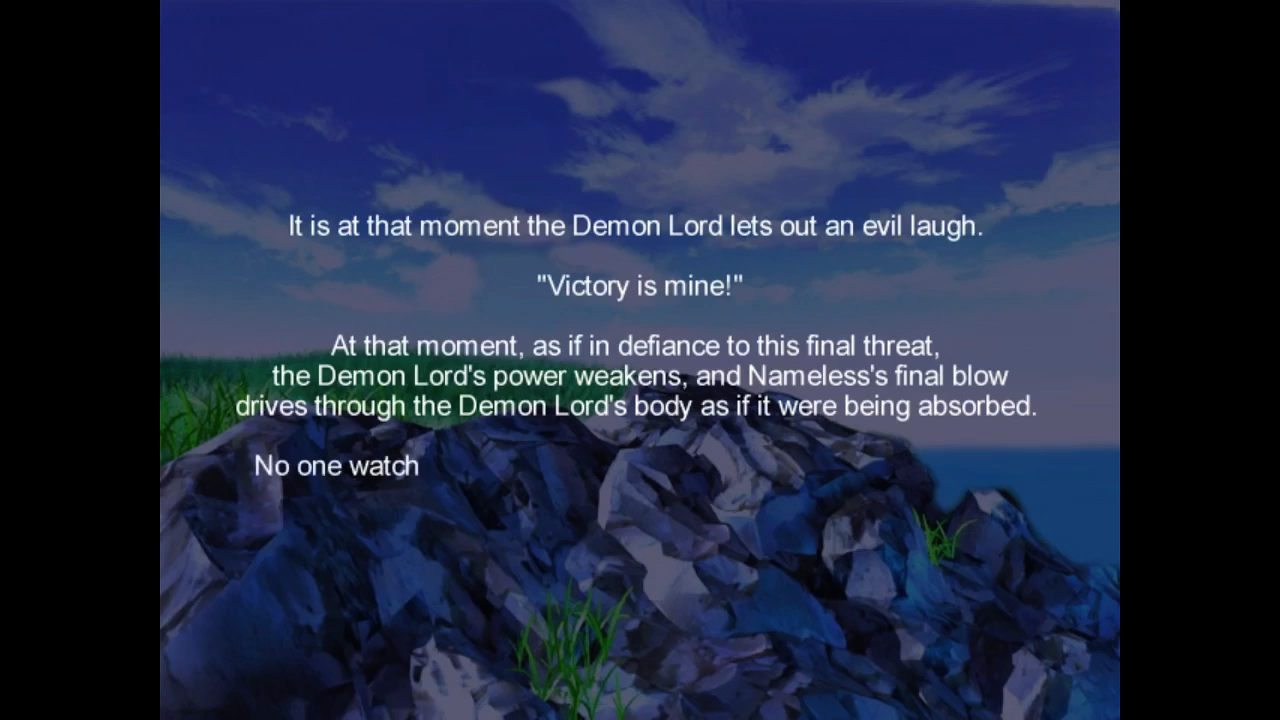 It is at that moment the Demon Lord lets out an evil laugh.
"Victory is mine!"
At that moment, as if in defiance to this final threat,
the Demon Lord's power weakens, and Nameless's final blow
drives through the Demon Lord's body as if it were being absorbed.
No one watch